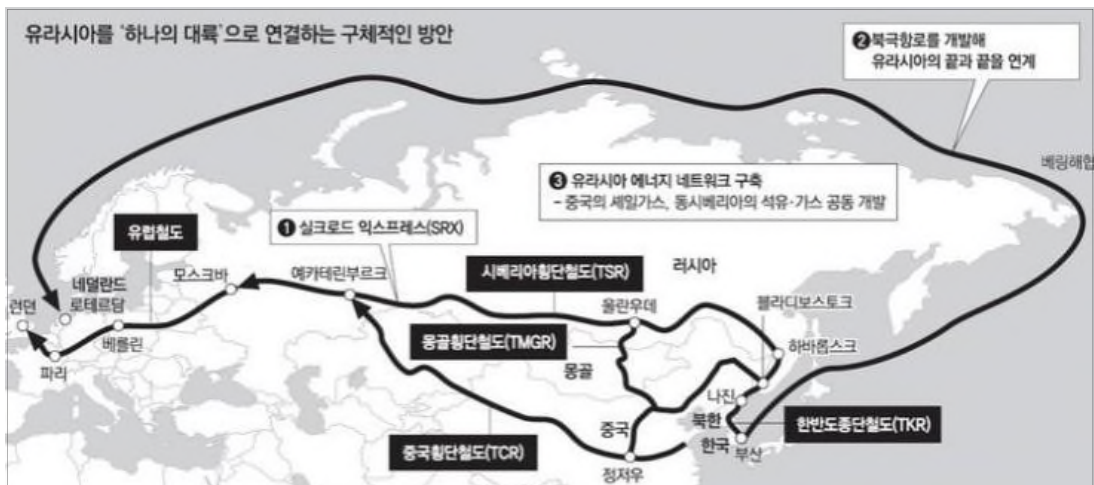 유라시아를 '하나의 대륙'으로 연결하는 구체적인 방안
❷북극항로를 개발해
유라시아의 끝과 끝을 연계
베링해협
❸ 유라시아 에너지 네트워크 구축
- 중국의 셰일가스, 동시베리아의 석유·가스 공동 개발
❶ 실크로드 익스프레스(SRX)
유럽철도
네덜란드
로테르담
런던
파리
베를린
모스크바
예카테린부르크
시베리아횡단철도(TSR)
러시아
울란우데
블라디보스토크
하바롭스크
몽골횡단철도(TMGR)
몽골
나진
북한
한반도종단철도(TKR)
한국
부산
중국
중국횡단철도(TCR)
정저우